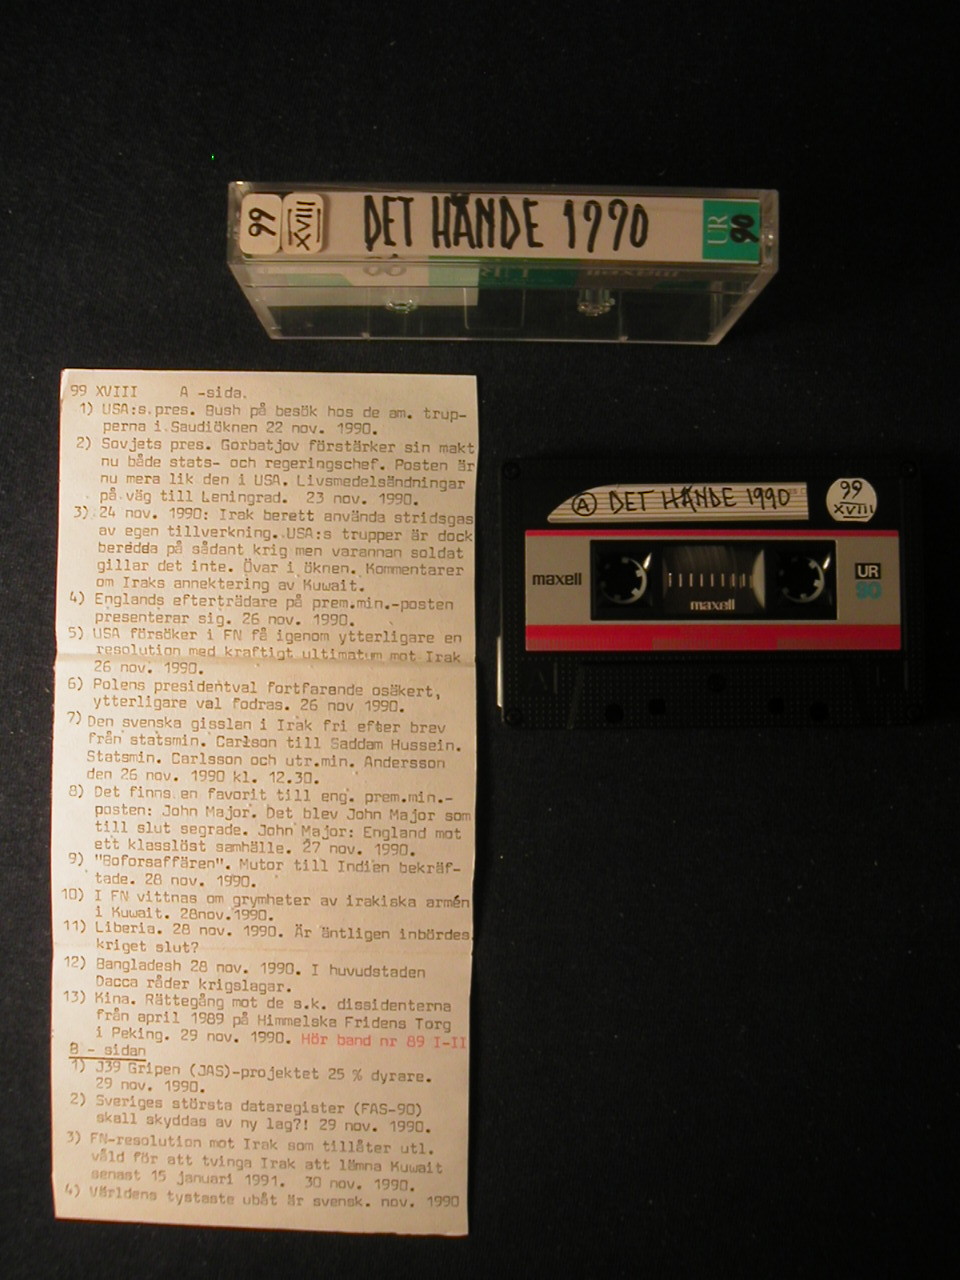 99
XVIII
DET HÄNDE 1990
UR
90
99 XVIII A -sida.
1) USA:s.pres. Bush på besök hos de am. trup-
perna i Saudiöknen 22 nov. 1990.
2) Sovjets pres. Gorbatjov förstärker sin makt
nu både stats- och regeringschef. Posten är
nu mera lik den i USA. Livsmedelsändningar
på väg till Leningrad. 23 nov. 1990.
3) 24 nov. 1990: Irak berett använda stridsgas
av egen tillverkning. USA:s trupper är dock
beredda på sådant krig men varannan soldat
gillar det inte. Övar i öknen. Kommentarer
om Iraks annektering av Kuwait.
4) Englands efterträdare på prem.min.-posten
presenterar sig. 26 nov. 1990.
5) USA försöker i FN få igenom ytterligare en
resolution med kraftigt ultimatum mot Irak
26 nov. 1990.
6) Polens presidentval fortfarande osäkert,
ytterligare val fodras. 26 nov 1990.
7) Den svenska gisslan i Irak fri efter brev
från statsmin. Carlson till Saddam Hussein.
Statsmin. Carlsson och utr.min. Andersson
den 26 nov. 1990 kl. 12.30.
8) Det finns en favorit till eng. prem.min.-
posten: John Major. Det blev John Major som
till slut segrade. John Major: England mot
ett klasslöst samhälle. 27 nov. 1990.
9) "Boforsaffären". Mutor till Indien bekräf-
tade. 28 nov. 1990.
10) I FN vittnas om grymheter av irakiska armén
i Kuwait. 28nov.1990.
11) Liberia. 28 nov. 1990. Är äntligen inbördes
kriget slut?
12) Bangladesh 28 nov. 1990. I huvudstaden
Dacca råder krigslagar.
13) Kina. Rättegång mot de s.k. dissidenterna
från april 1989 på Himmelska Fridens Torg
i Peking. 29 nov. 1990. Hör band nr 89 I-II
B - sidan
1) J39 Gripen (JAS)-projektet 25 % dyrare.
29 nov. 1990.
2) Sveriges största dataregister (FAS-90)
skall skyddas av ny lag?! 29 nov. 1990.
3) FN-resolution mot Irak som tillåter utl.
våld för att tvinga Irak att lämna Kuwait
senast 15 januari 1991. 30 nov. 1990.
4) Världens tystaste ubåt är svensk. nov. 1990
A DET HÄNDE 1990
99
XVIII
maxell
maxell
UR
90